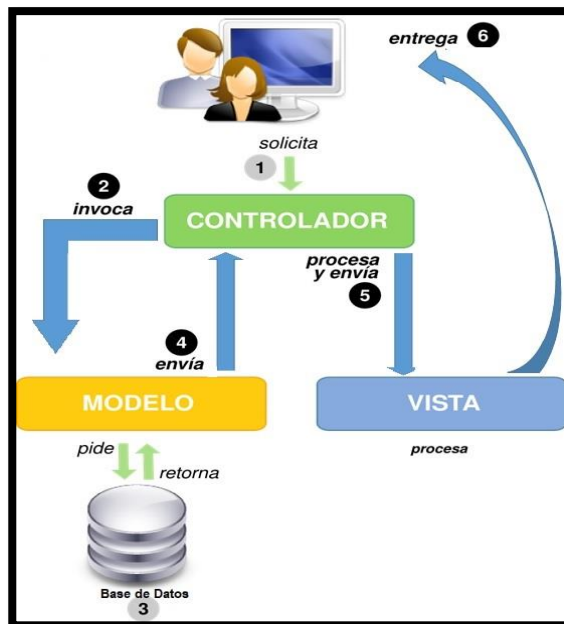 entrega 6
solicita
1
2
invoca
CONTROLADOR
procesa
y envía
5
4
envía
MODELO
VISTA
pide
retorna
procesa
Base de Datos
3